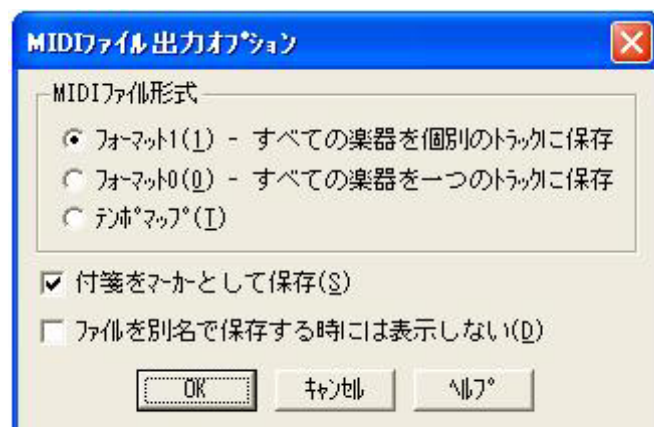 MIDIﾌｧｲﾙ出力ｵﾌﾟｼｮﾝ
MIDIﾌｧｲﾙ形式
ﾌｫｰﾏｯﾄ1(1) - すべての楽器を個別のﾄﾗｯｸに保存
ﾌｫｰﾏｯﾄ0(0) - すべての楽器を一つのﾄﾗｯｸに保存
ﾃﾝﾎﾟﾏｯﾌﾟ(T)
付箋をﾏｰｶｰとして保存(S)
ﾌｧｲﾙを別名で保存する時には表示しない(D)
OK ｷｬﾝｾﾙ ﾍﾙﾌﾟ